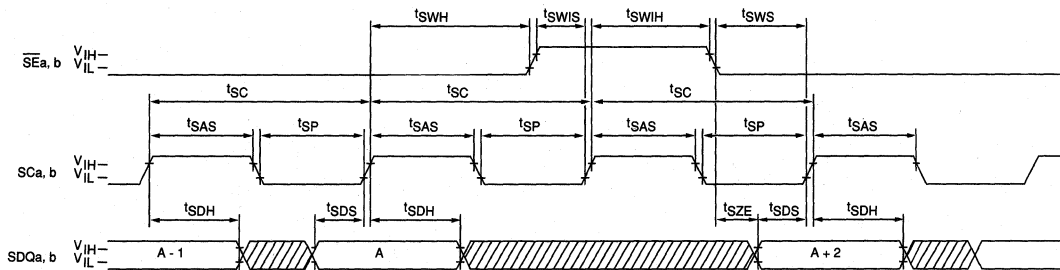 tSWH tSWIS tSWIH tSWS
SEa, b VIH VIL
tSC tSC tSC
tSAS tSP tSAS tSP tSAS tSP tSAS
SCa, b VIH VIL
tSDH tSDS tSDH tSZE tSDS tSDH
SDQa, b VIH VIL A - 1 A A + 2